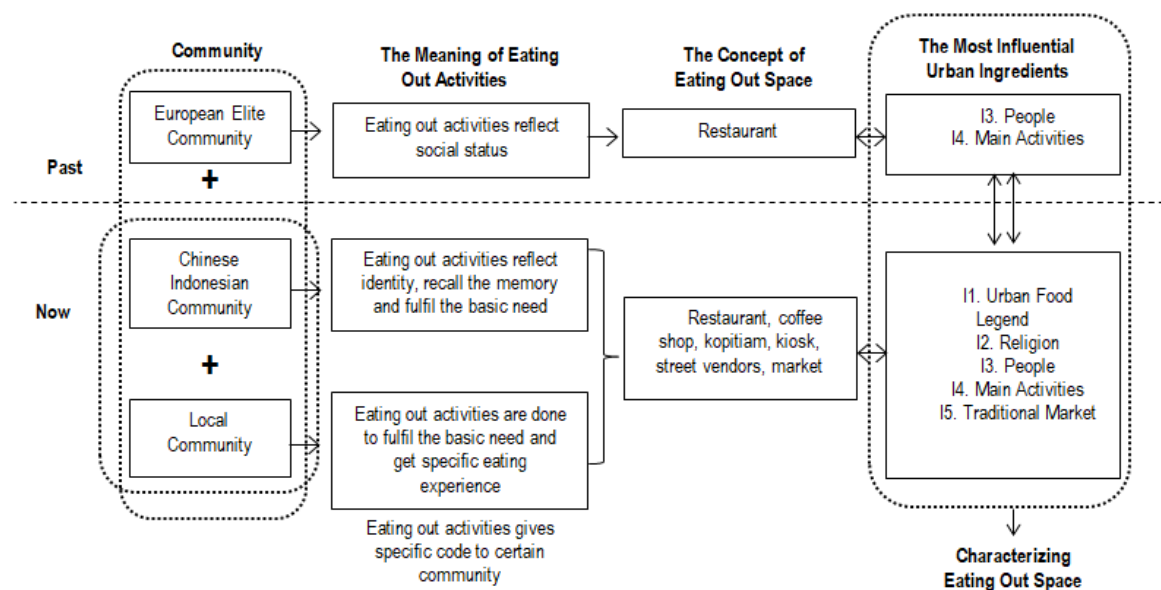 Community
The Meaning of Eating
Out Activities
The Concept of
Eating Out Space
The Most Influential
Urban Ingredients
Past
European Elite
Community
Eating out activities reflect
social status
Restaurant
I3. People
I4. Main Activities
+
Now
Chinese
Indonesian
Community
Eating out activities reflect
identity, recall the memory
and fulfil the basic need
+
Local
Community
Eating out activities are done
to fulfil the basic need and
get specific eating
experience
Restaurant, coffee
shop, kopitiam, kiosk,
street vendors, market
I1. Urban Food
Legend
I2. Religion
I3. People
I4. Main Activities
I5. Traditional Market
Eating out activities gives
specific code to certain
community
Characterizing
Eating Out Space